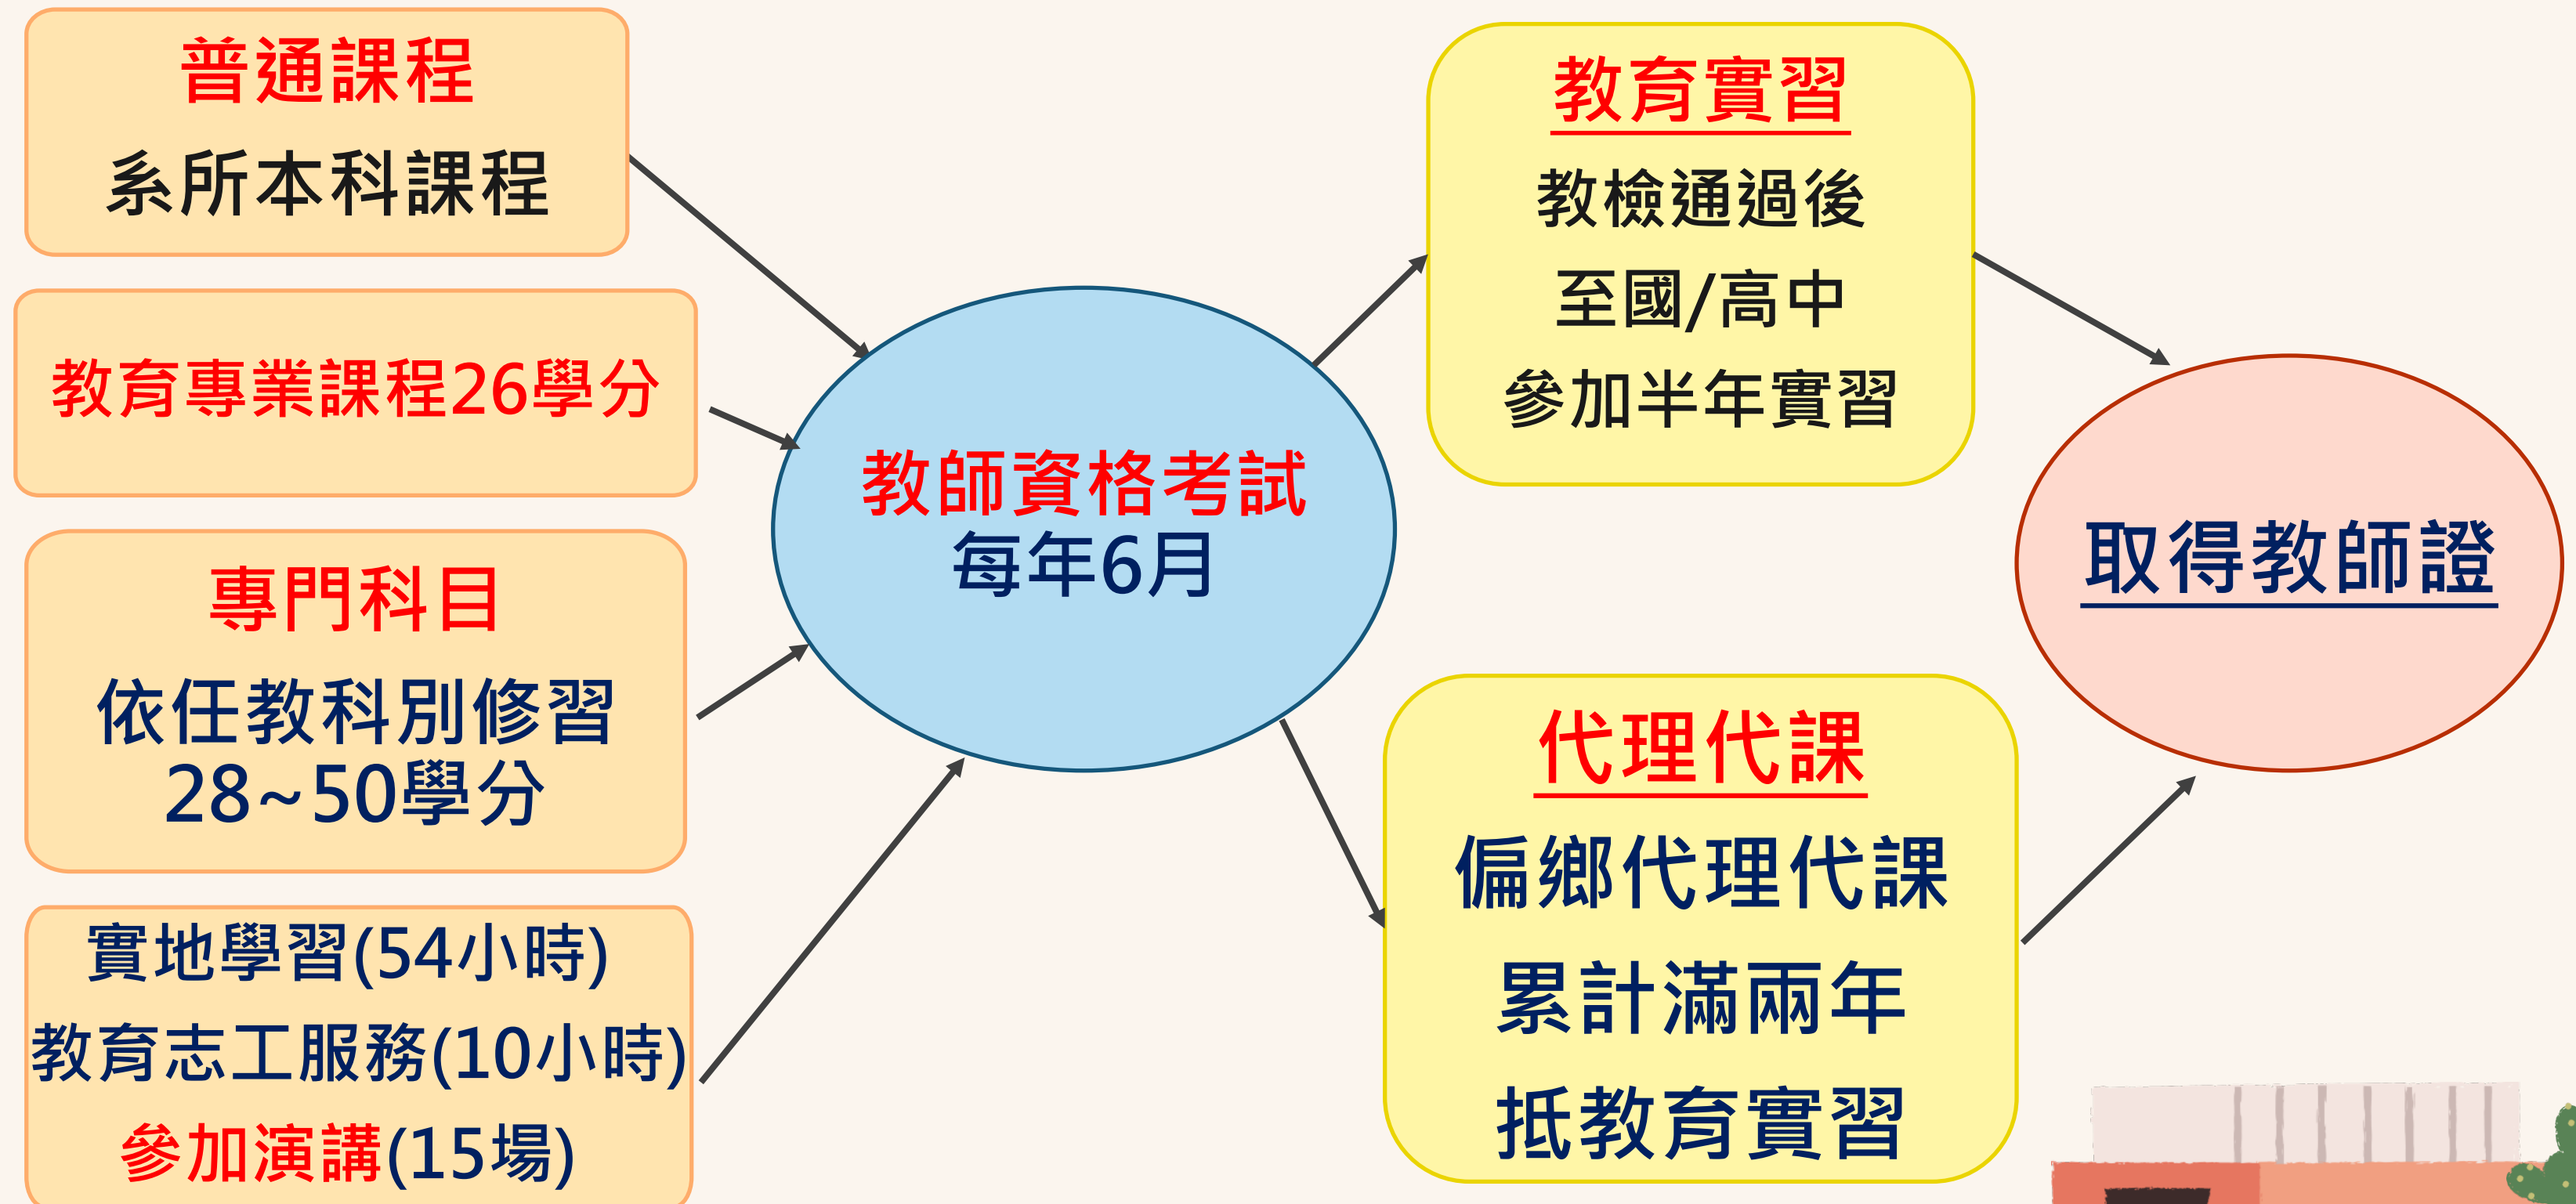 普通課程
系所本科課程
教育專業課程26學分
專門科目
依任教科別修習
28~50學分
實地學習(54小時)
教育志工服務(10小時)
參加演講(15場)
教師資格考試
每年6月
教育實習
教檢通過後
至國/高中
參加半年實習
代理代課
偏鄉代理代課
累計滿兩年
抵教育實習
取得教師證